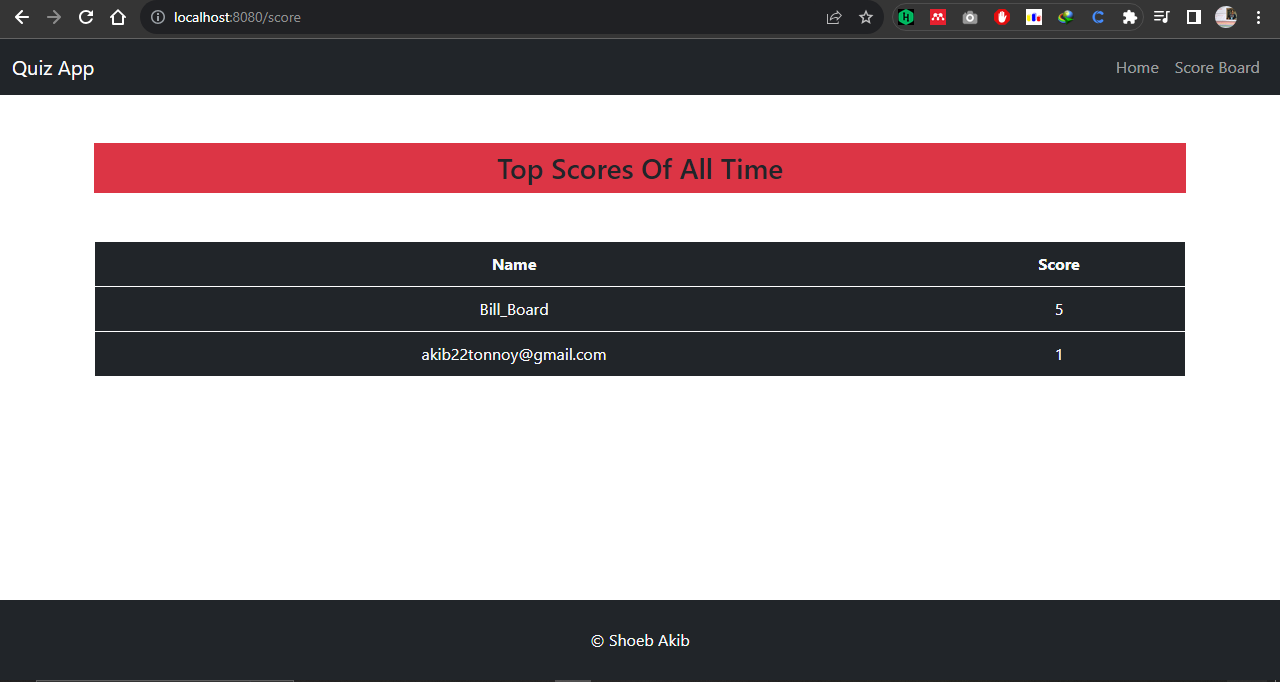 localhost:8080/score
Quiz App Home Score Board
Top Scores Of All Time
Name Score
Bill_Board 5
akib22tonnoy@gmail.com 1
© Shoeb Akib